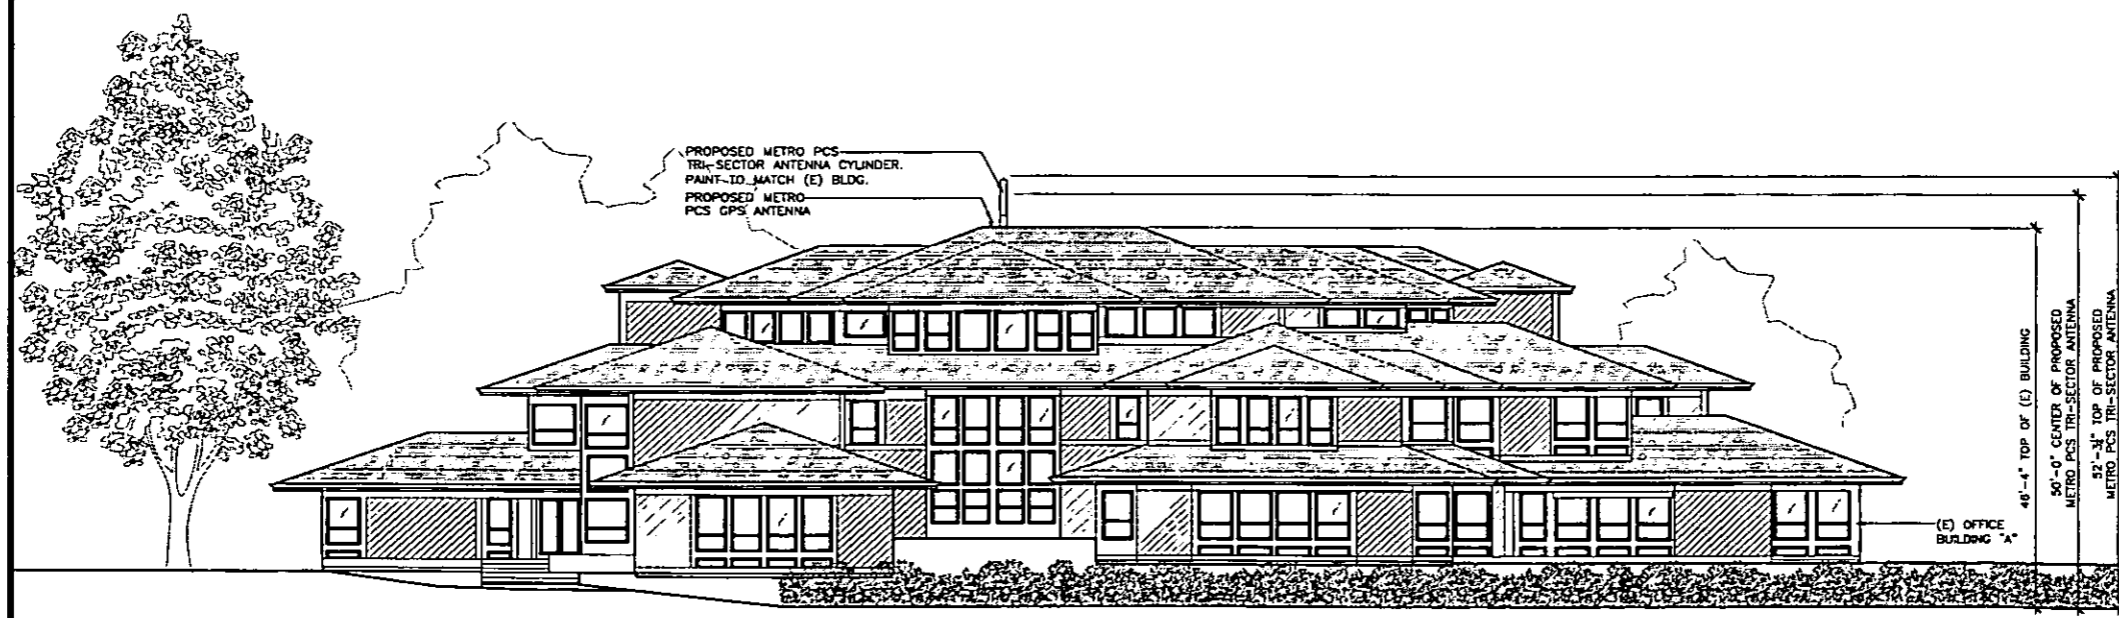 PROPOSED METRO PCS
TRI-SECTOR ANTENNA CYLINDER.
PAINT TO MATCH (E) BLDG.
PROPOSED METRO
PCS GPS ANTENNA
46'-4" TOP OF (E) BUILDING
50'-0" CENTER OF PROPOSED
METRO PCS TRI-SECTOR ANTENNA
TOP OF PROPOSED
METRO PCS TRI-SECTOR ANTENNA
(E) OFFICE
BUILDING "A"